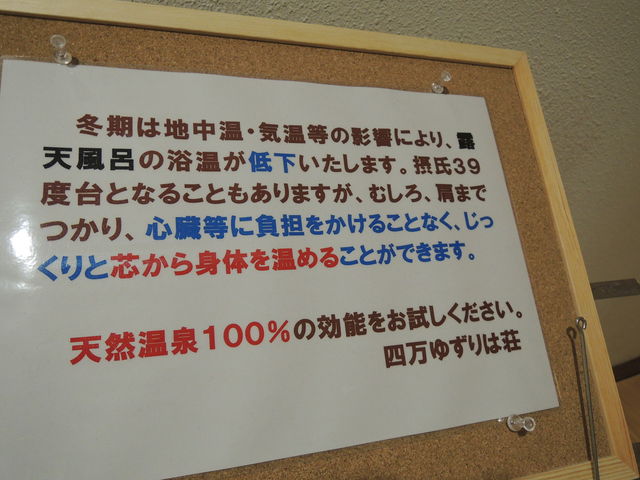 冬期は地中温・気温等の影響により、露
天風呂の浴温が低下いたします。摂氏39
度台となることもありますが、むしろ、肩まで
つかり、心臓等に負担をかけることなく、じっ
くりと芯から身体を温めることができます。
天然温泉100%の効能をお試しください。
四万ゆずりは荘